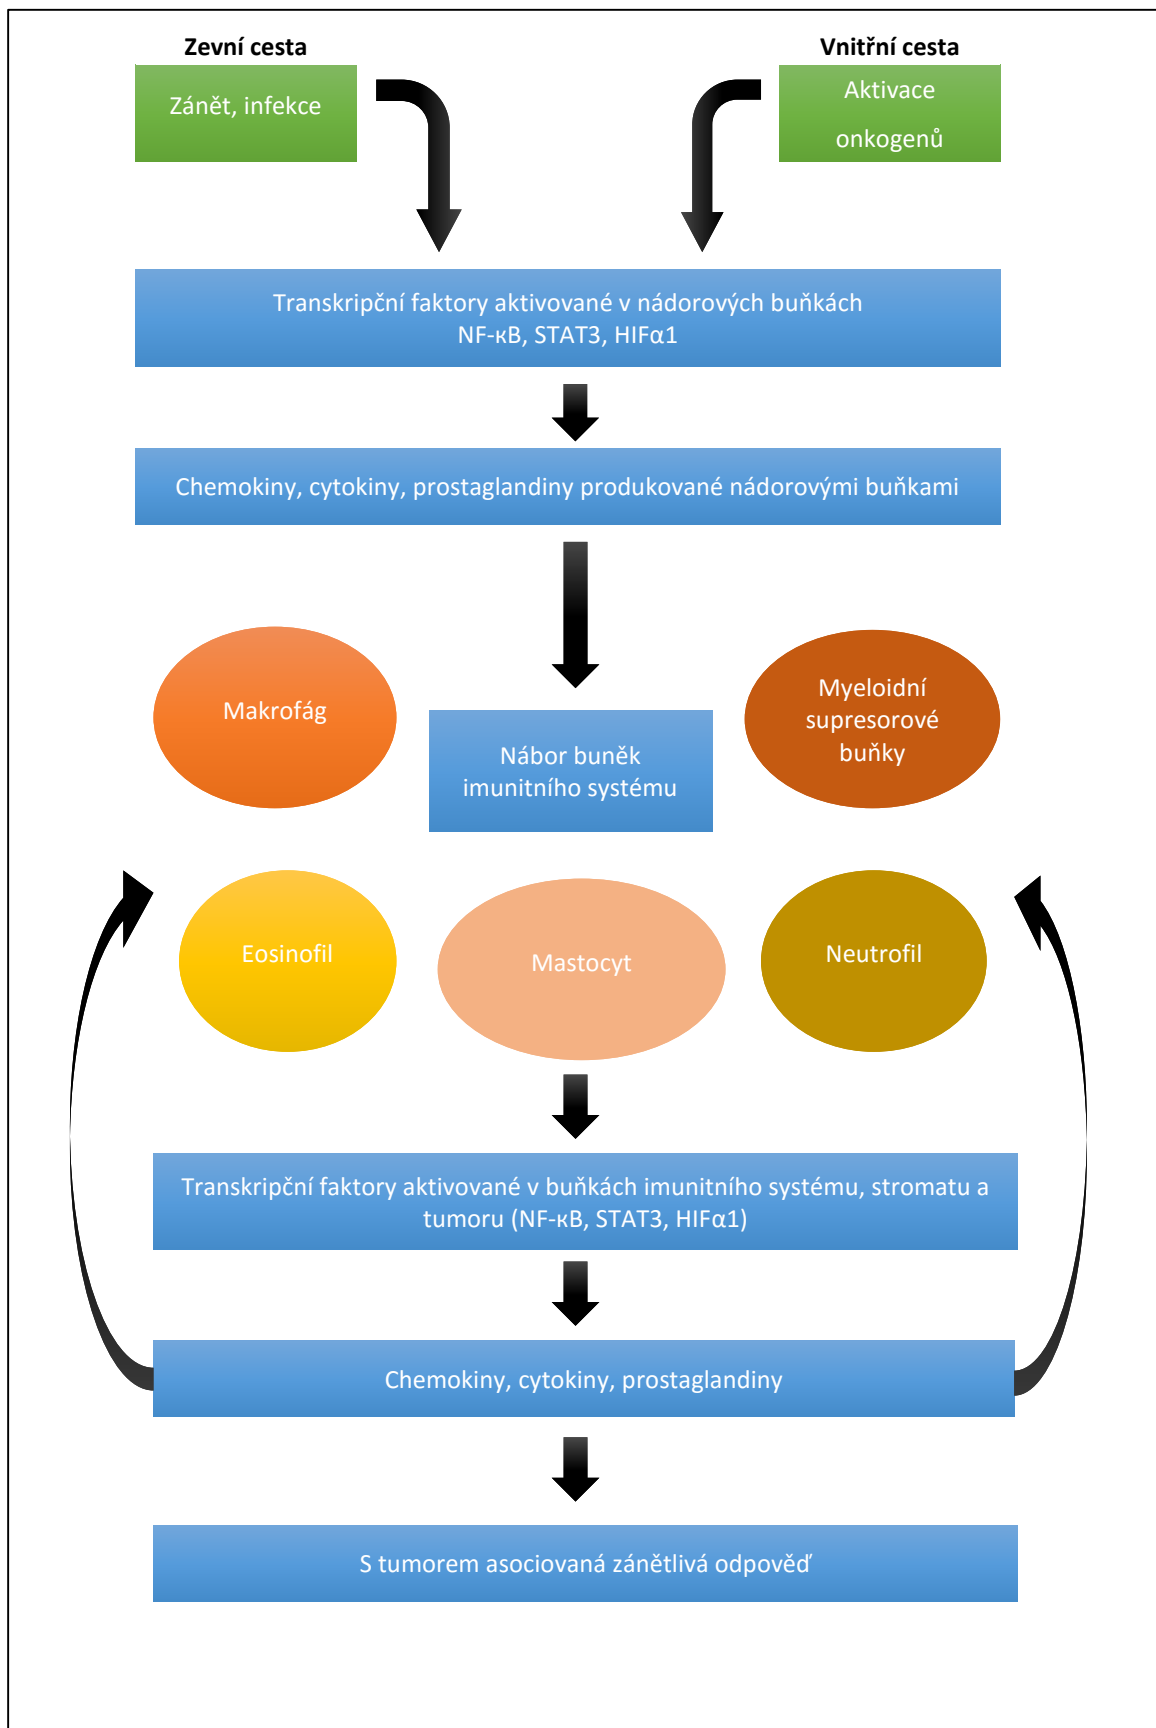 Zevní cesta
Vnitřní cesta
Zánět, infekce
Aktivace
onkogenů
Transkripční faktory aktivované v nádorových buňkách
NF-κB, STAT3, HIFα1
Chemokiny, cytokiny, prostaglandiny produkované nádorovými buňkami
Makrofág
Myeloidní
supresorové
buňky
Nábor buněk
imunitního systému
Eosinofil
Mastocyt
Neutrofil
Transkripční faktory aktivované v buňkách imunitního systému, stromatu a
tumoru (NF-κB, STAT3, HIFα1)
Chemokiny, cytokiny, prostaglandiny
S tumorem asociovaná zánětlivá odpověď